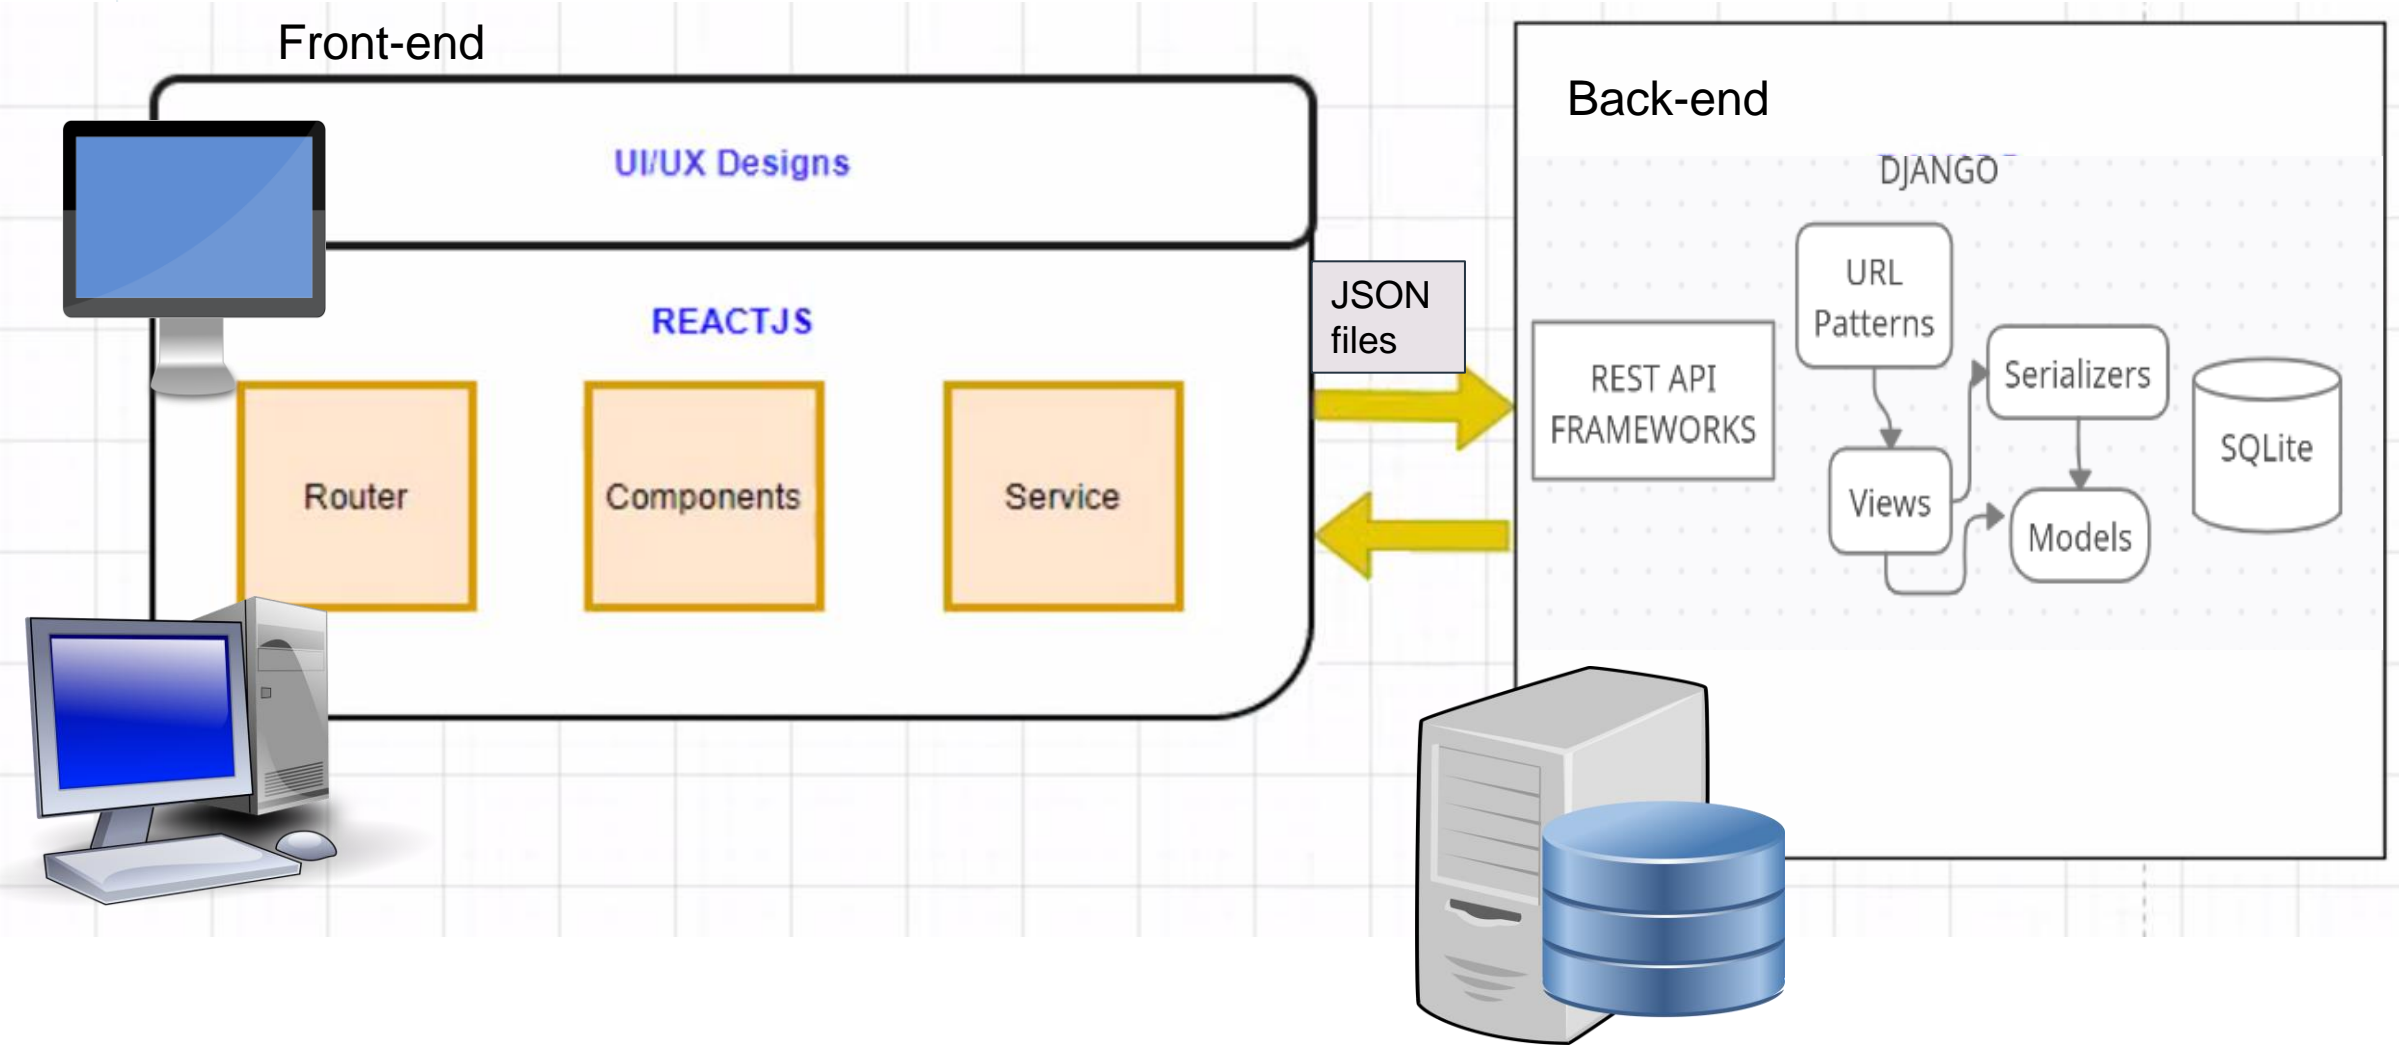 Front-end
UI/UX Designs
REACTJS
Router
Components
Service
JSON
files
Back-end
DJANGO
REST API
FRAMEWORKS
URL
Patterns
Views
Serializers
Models
SQLite